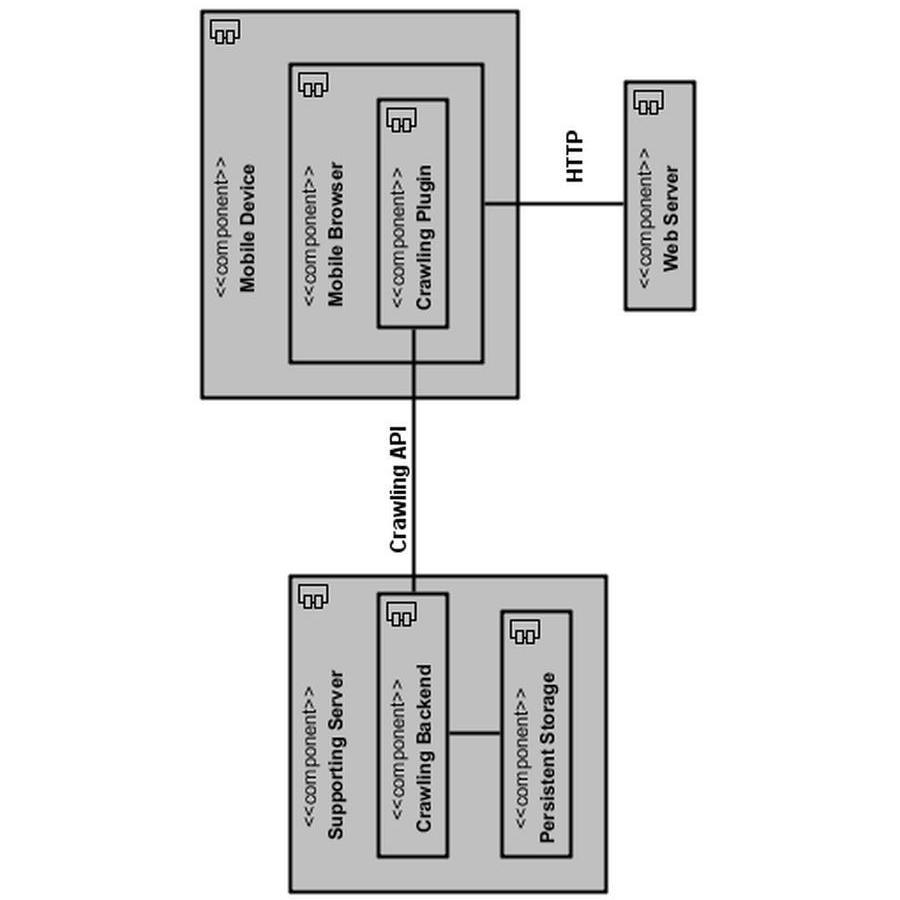 <<component>>
Supporting Server
<<component>>
Crawling Backend
<<component>>
Persistent Storage
Crawling API
<<component>>
Mobile Device
<<component>>
Mobile Browser
<<component>>
Crawling Plugin
HTTP
<<component>>
Web Server